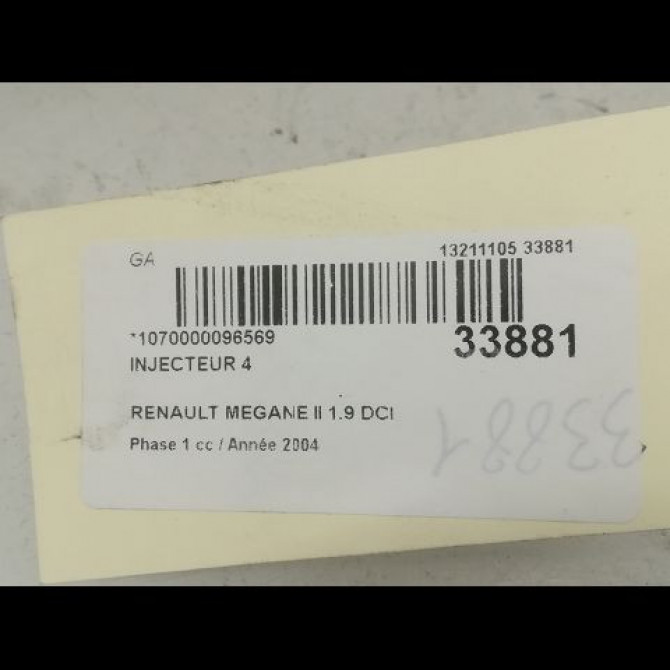 GA
13211105 33881
*1070000096569
33881
INJECTEUR 4
RENAULT MEGANE II 1.9 DCI
Phase 1 cc / Année 2004
33881